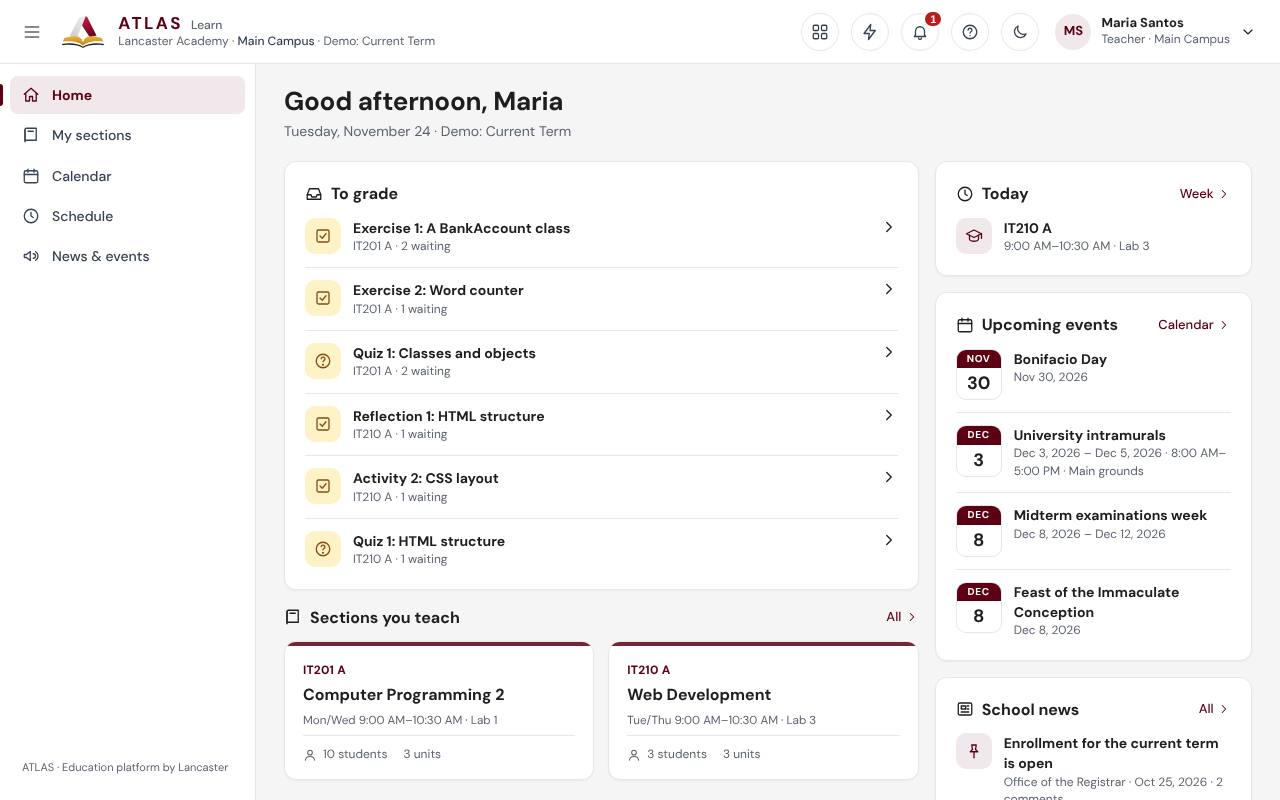 ATLAS Learn
Lancaster Academy · Main Campus · Demo: Current Term
1
MS
Maria Santos
Teacher · Main Campus
Home
My sections
Calendar
Schedule
News & events
ATLAS · Education platform by Lancaster
Good afternoon, Maria
Tuesday, November 24 · Demo: Current Term
To grade
Exercise 1: A BankAccount class
IT201 A · 2 waiting
Exercise 2: Word counter
IT201 A · 1 waiting
Quiz 1: Classes and objects
IT201 A · 2 waiting
Reflection 1: HTML structure
IT210 A · 1 waiting
Activity 2: CSS layout
IT210 A · 1 waiting
Quiz 1: HTML structure
IT210 A · 1 waiting
Sections you teach
All
IT201 A
Computer Programming 2
Mon/Wed 9:00 AM–10:30 AM · Lab 1
10 students 3 units
IT210 A
Web Development
Tue/Thu 9:00 AM–10:30 AM · Lab 3
3 students 3 units
Today
Week
IT210 A
9:00 AM–10:30 AM · Lab 3
Upcoming events
Calendar
NOV
30
Bonifacio Day
Nov 30, 2026
DEC
3
University intramurals
Dec 3, 2026 – Dec 5, 2026 · 8:00 AM–
5:00 PM · Main grounds
DEC
8
Midterm examinations week
Dec 8, 2026 – Dec 12, 2026
DEC
8
Feast of the Immaculate
Conception
Dec 8, 2026
School news
All
Enrollment for the current term
is open
Office of the Registrar · Oct 25, 2026 · 2
comments